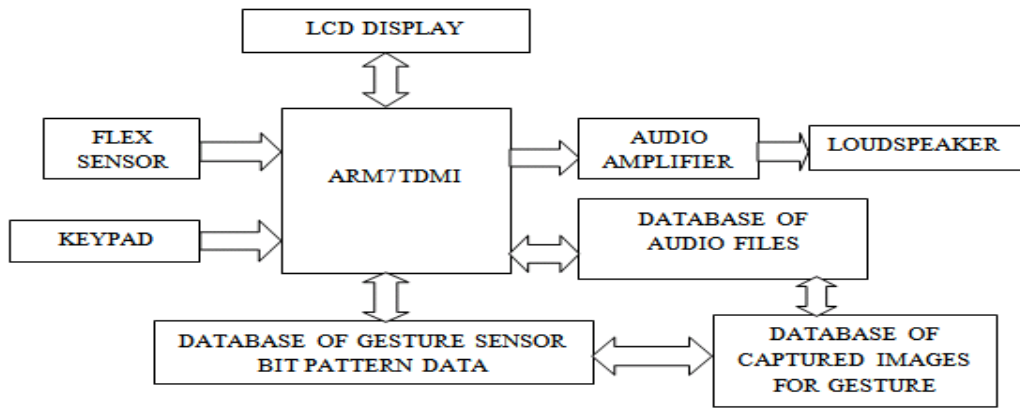 LCD DISPLAY
FLEX
SENSOR
ARM7TDMI
AUDIO
AMPLIFIER
LOUDSPEAKER
KEYPAD
DATABASE OF
AUDIO FILES
DATABASE OF GESTURE SENSOR
BIT PATTERN DATA
DATABASE OF
CAPTURED IMAGES
FOR GESTURE